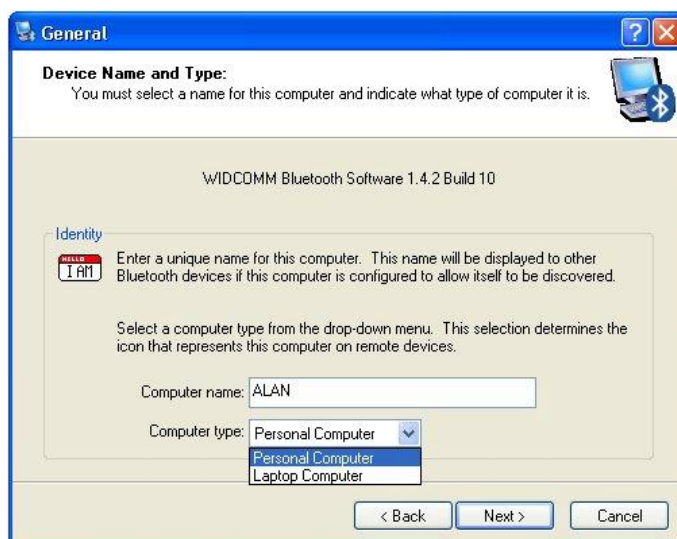 General
Device Name and Type:
You must select a name for this computer and indicate what type of computer it is.
WIDCOMM Bluetooth Software 1.4.2 Build 10
Identity
HELLO
I AM
Enter a unique name for this computer.  This name will be displayed to other
Bluetooth devices if this computer is configured to allow itself to be discovered.
Select a computer type from the drop-down menu.  This selection determines the
icon that represents this computer on remote devices.
Computer name: ALAN
Computer type: Personal Computer
Personal Computer
Laptop Computer
< Back Next > Cancel